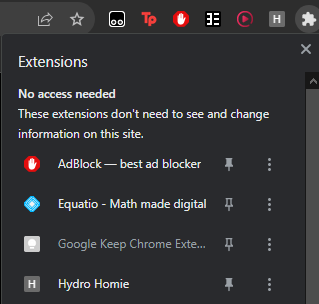 Tp
H
Extensions
No access needed
These extensions don't need to see and change
information on this site.
AdBlock — best ad blocker
Equatio - Math made digital
Google Keep Chrome Exte...
H
Hydro Homie